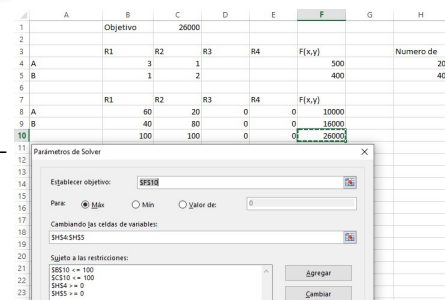 A B C D E F G H
1 Objetivo 26000
2
3 R1 R2 R3 R4 F(x,y) Numero de
4 A 3 1 500 20
5 B 1 2 400 40
6
7 R1 R2 R3 R4 F(x,y)
8 A 60 20 0 0 10000
9 B 40 80 0 0 16000
10 100 100 0 0 26000
11
12 Parámetros de Solver
13
14 Establecer objetivo: $F$10
15
16 Para: Máx Mín Valor de: 0
17
18 Cambiando las celdas de variables:
19 $H$4:$H$5
20 Sujeto a las restricciones:
21 $B$10 <= 100 Agregar
22 $C$10 <= 100
$H$4 >= 0
23 $H$5 >= 0 Cambiar